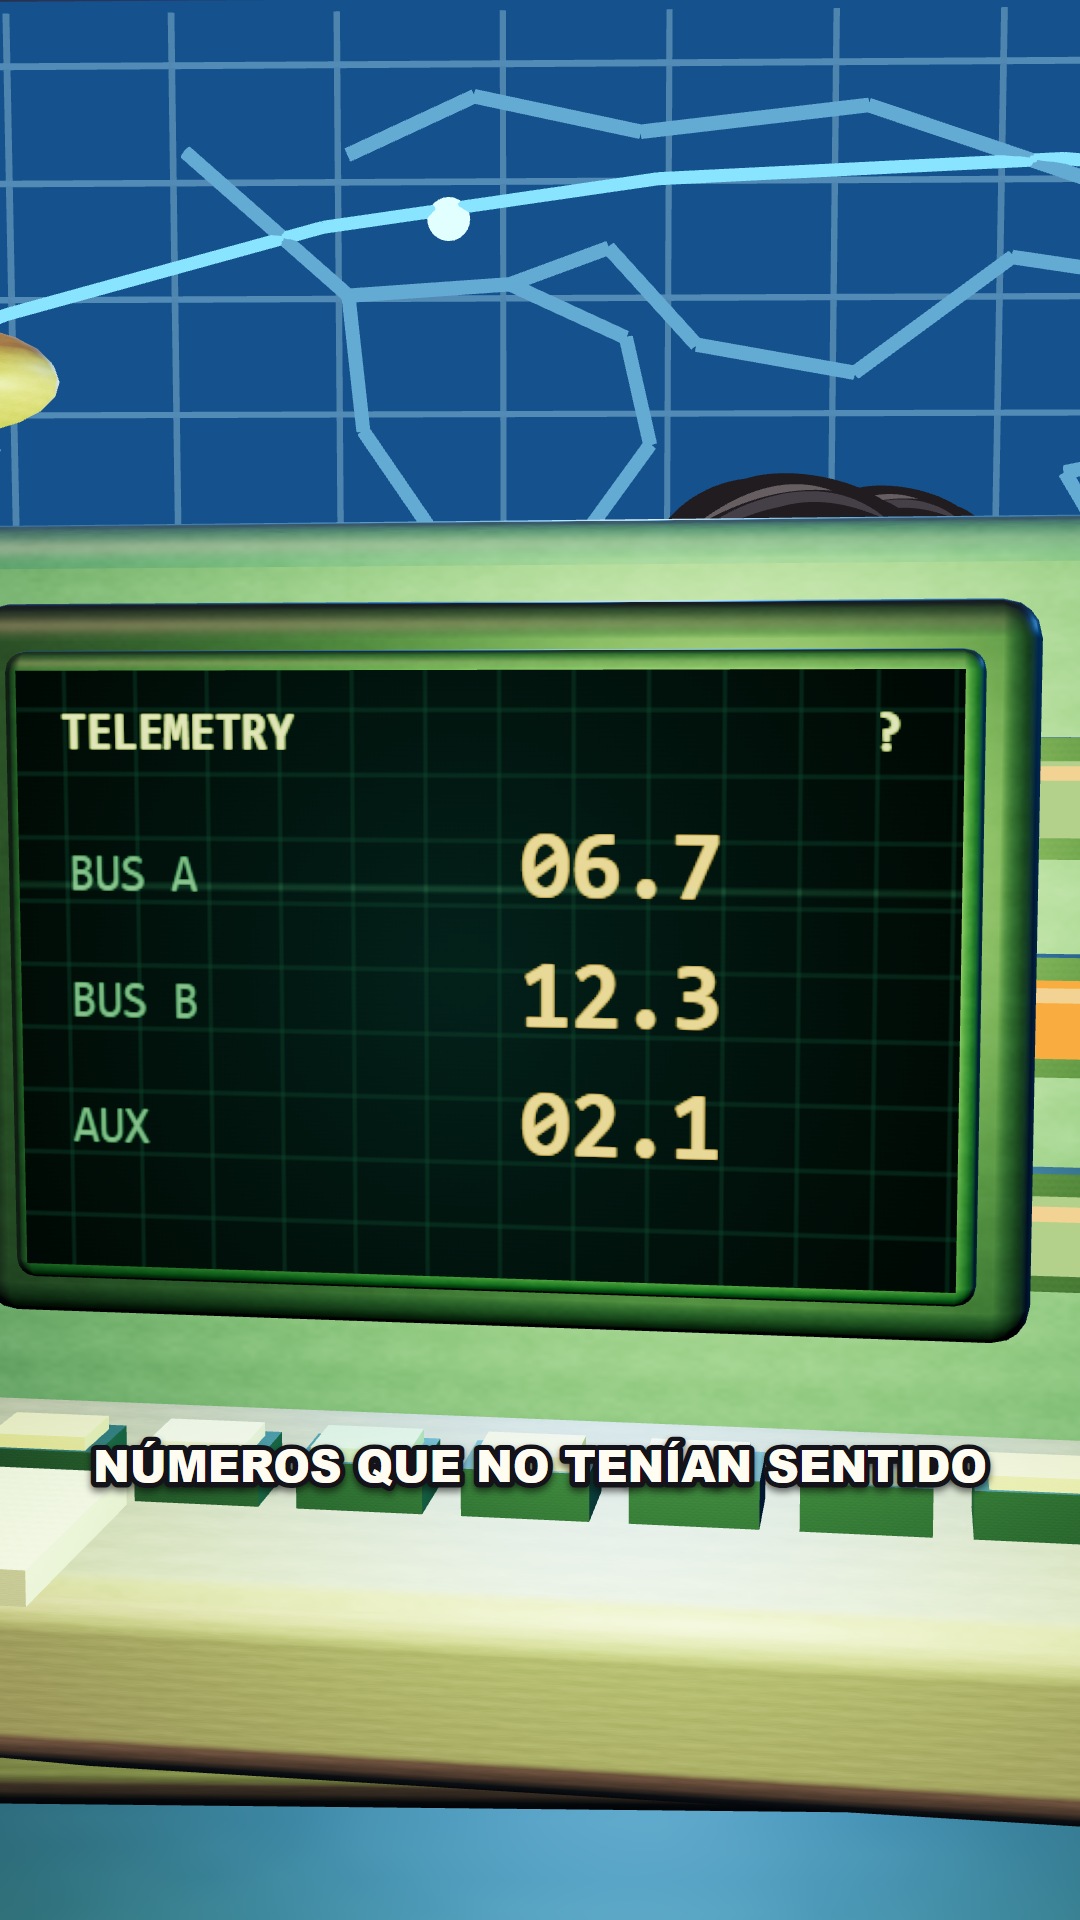 TELEMETRY ?
BUS A 06.7
BUS B 12.3
AUX 02.1
NÚMEROS QUE NO TENÍAN SENTIDO